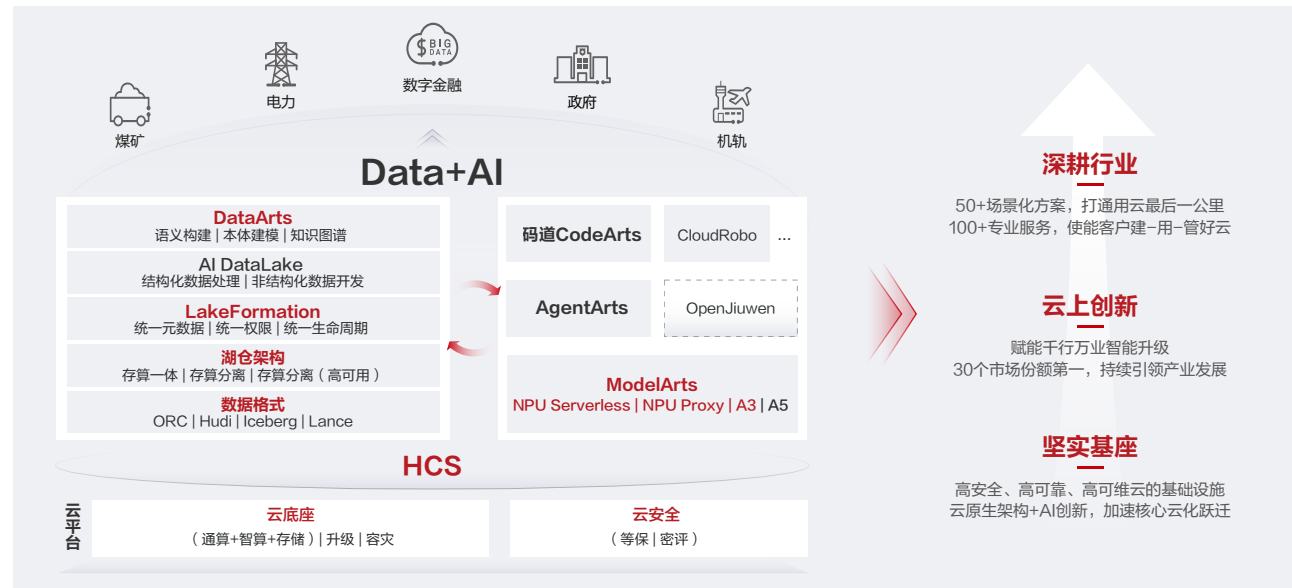 $ BIG
DATA
煤矿
电力
数字金融
政府
机轨
Data+AI
DataArts
语义构建 | 本体建模 | 知识图谱
AI DataLake
结构化数据处理 | 非结构化数据开发
LakeFormation
统一元数据 | 统一权限 | 统一生命周期
湖仓架构
存算一体 | 存算分离 | 存算分离（高可用）
数据格式
ORC | Hudi | Iceberg | Lance
码道CodeArts
CloudRobo
...
AgentArts
OpenJiuwen
ModelArts
NPU Serverless | NPU Proxy | A3 | A5
HCS
云平台
云底座
（通算+智算+存储）| 升级 | 容灾
云安全
（等保 | 密评）
深耕行业
50+场景化方案，打通用云最后一公里
100+专业服务，使能客户建-用-管好云
云上创新
赋能千行万业智能升级
30个市场份额第一，持续引领产业发展
坚实基座
高安全、高可靠、高可维云的基础设施
云原生架构+AI创新，加速核心云化跃迁